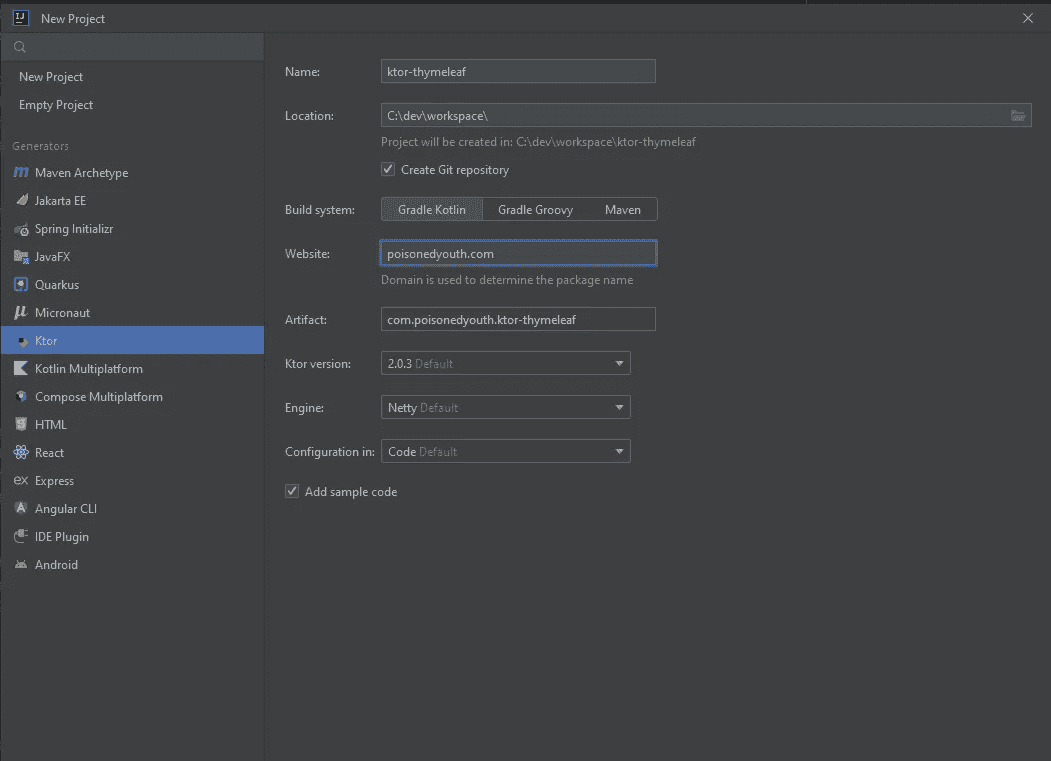 New Project
New Project
Empty Project
Generators
Maven Archetype
Jakarta EE
Spring Initializr
JavaFX
Quarkus
Micronaut
Ktor
Kotlin Multiplatform
Compose Multiplatform
HTML
React
Express
Angular CLI
IDE Plugin
Android
Name: ktor-thymeleaf
Location: C:\dev\workspace\
Project will be created in: C:\dev\workspace\ktor-thymeleaf
Create Git repository
Build system: Gradle Kotlin Gradle Groovy Maven
Website: poisonedyouth.com
Domain is used to determine the package name
Artifact: com.poisonedyouth.ktor-thymeleaf
Ktor version: 2.0.3 Default
Engine: Netty Default
Configuration in: Code Default
Add sample code